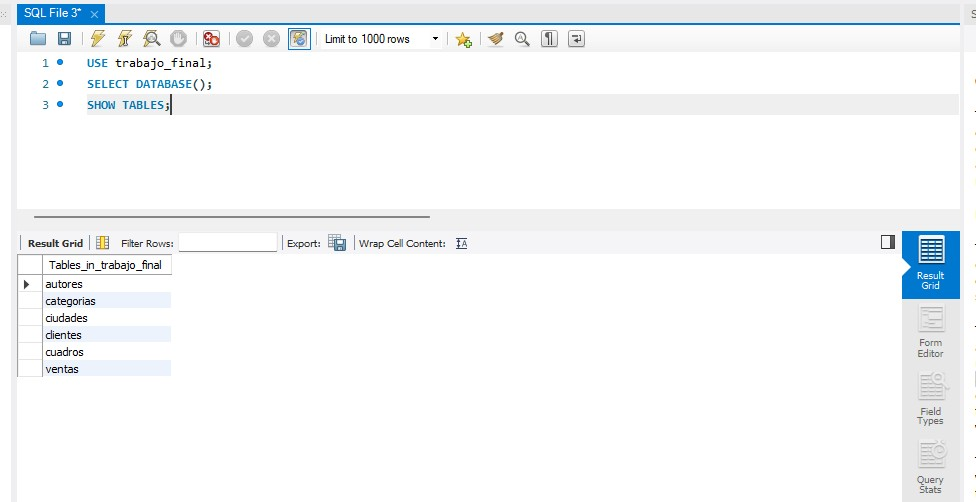 SQL File 3*
Limit to 1000 rows
1 USE trabajo_final;
2 SELECT DATABASE();
3 SHOW TABLES;
Result Grid Filter Rows: Export: Wrap Cell Content:
Tables_in_trabajo_final
autores
categorias
ciudades
clientes
cuadros
ventas
Result
Grid
Form
Editor
Field
Types
Query
Stats